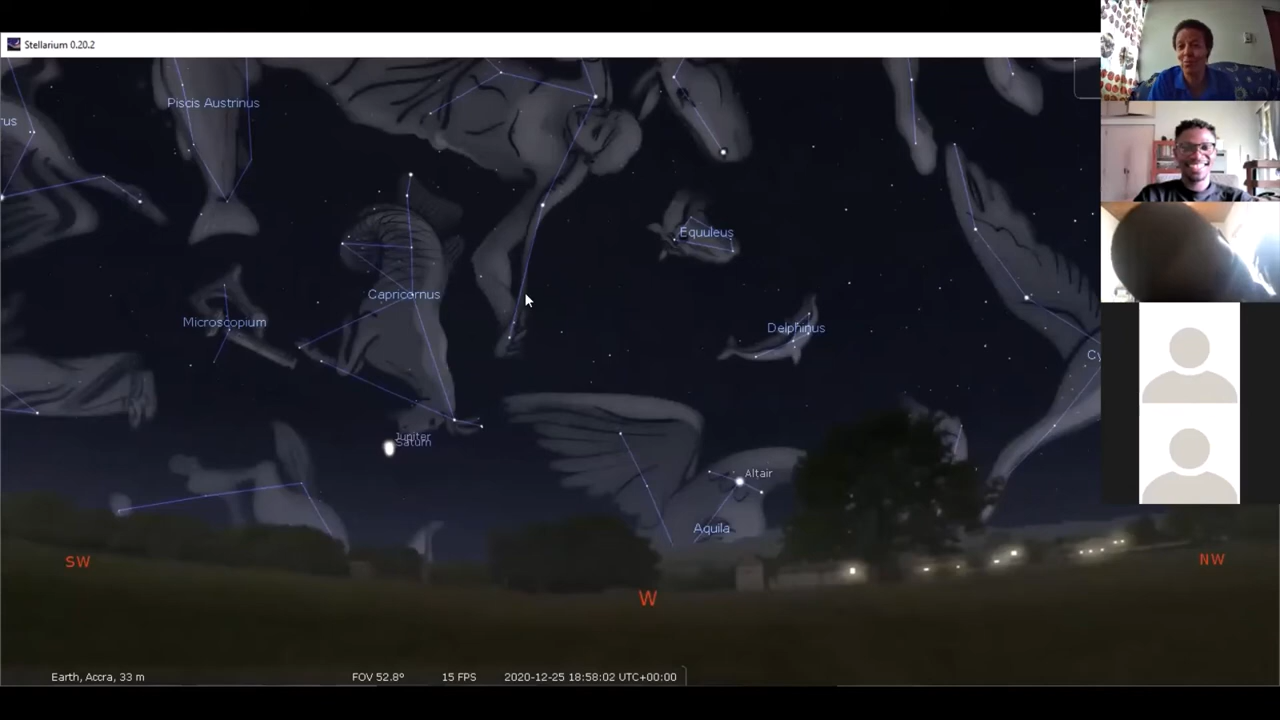 Stellarium 0.20.2
Piscis Austrinus
rus
Equuleus
Capricornus
Microscopium
Delphinus
Cy
Jupiter
Saturn
Altair
Aquila
SW
W
NW
Earth, Accra, 33 m
FOV 52.8°
15 FPS
2020-12-25 18:58:02 UTC+00:00